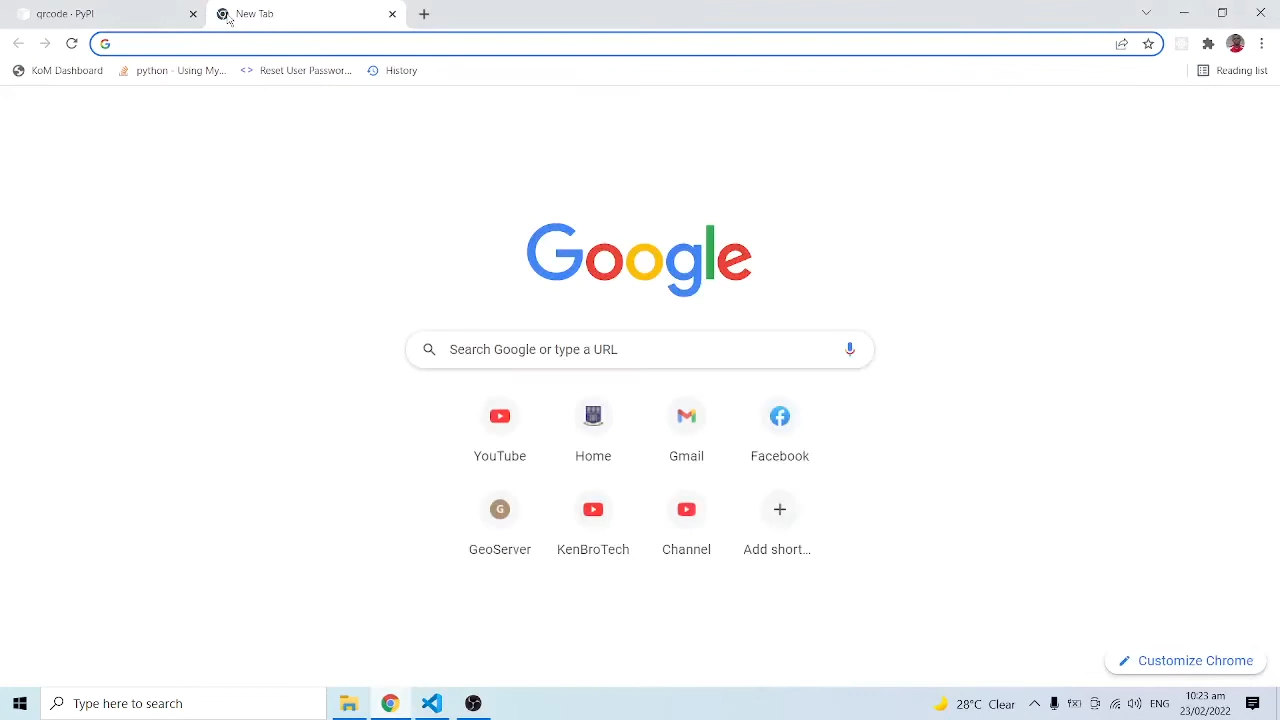 qrcode · PyPI
New Tab
KoM Dashboard
python - Using My...
<> Reset User Passwor...
History
Reading list
Google
Search Google or type a URL
YouTube
Home
Gmail
Facebook
G
GeoServer
KenBroTech
Channel
Add short...
Customize Chrome
Type here to search
28°C Clear
ENG
10:23 am
23/02/2022